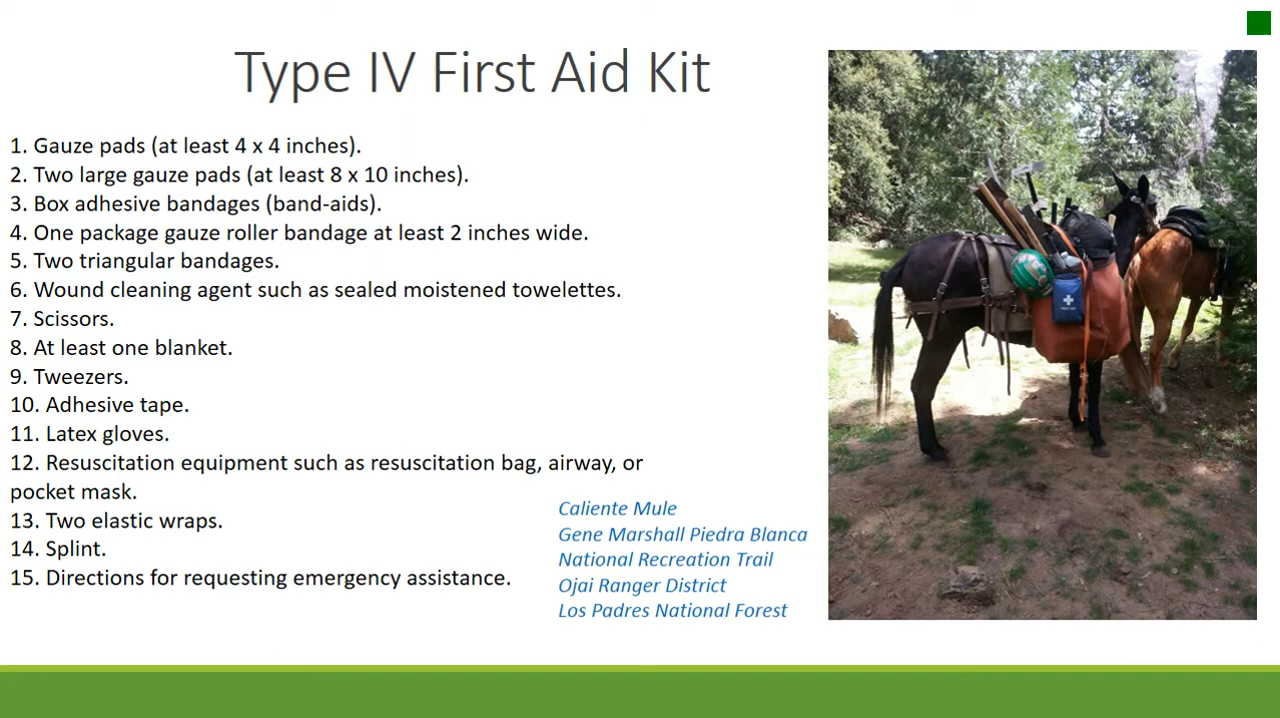 Type IV First Aid Kit
1. Gauze pads (at least 4 x 4 inches).
2. Two large gauze pads (at least 8 x 10 inches).
3. Box adhesive bandages (band-aids).
4. One package gauze roller bandage at least 2 inches wide.
5. Two triangular bandages.
6. Wound cleaning agent such as sealed moistened towelettes.
7. Scissors.
8. At least one blanket.
9. Tweezers.
10. Adhesive tape.
11. Latex gloves.
12. Resuscitation equipment such as resuscitation bag, airway, or
pocket mask.
13. Two elastic wraps.
14. Splint.
15. Directions for requesting emergency assistance.
Caliente Mule
Gene Marshall Piedra Blanca
National Recreation Trail
Ojai Ranger District
Los Padres National Forest